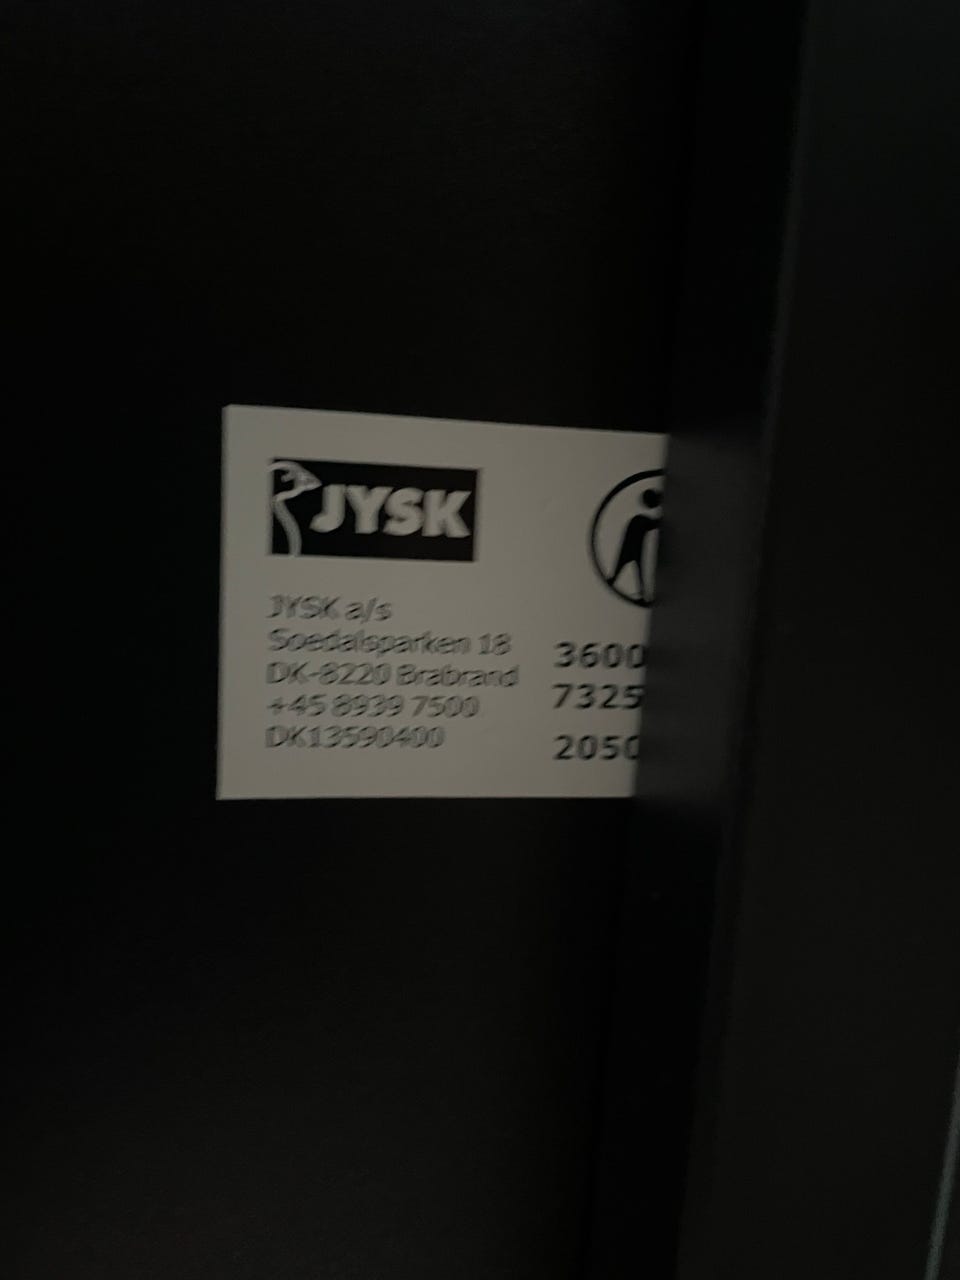 JYSK
JYSK a/s
Soedalsparken 18
DK-8220 Brabrand
+45 8939 7500
DK13590400
3600
7325
2050